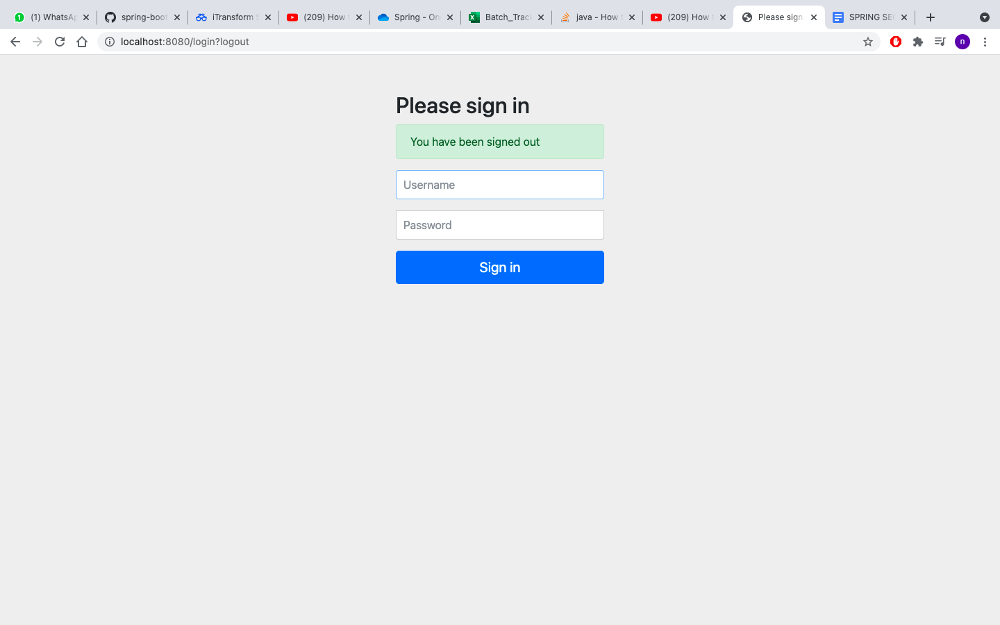 (1) WhatsAp
spring-boot
iTransform S
(209) How t
Spring - On
Batch_Trac
java - How t
(209) How t
Please sign
SPRING SE
localhost:8080/login?logout
n
Please sign in
You have been signed out
Username
Password
Sign in